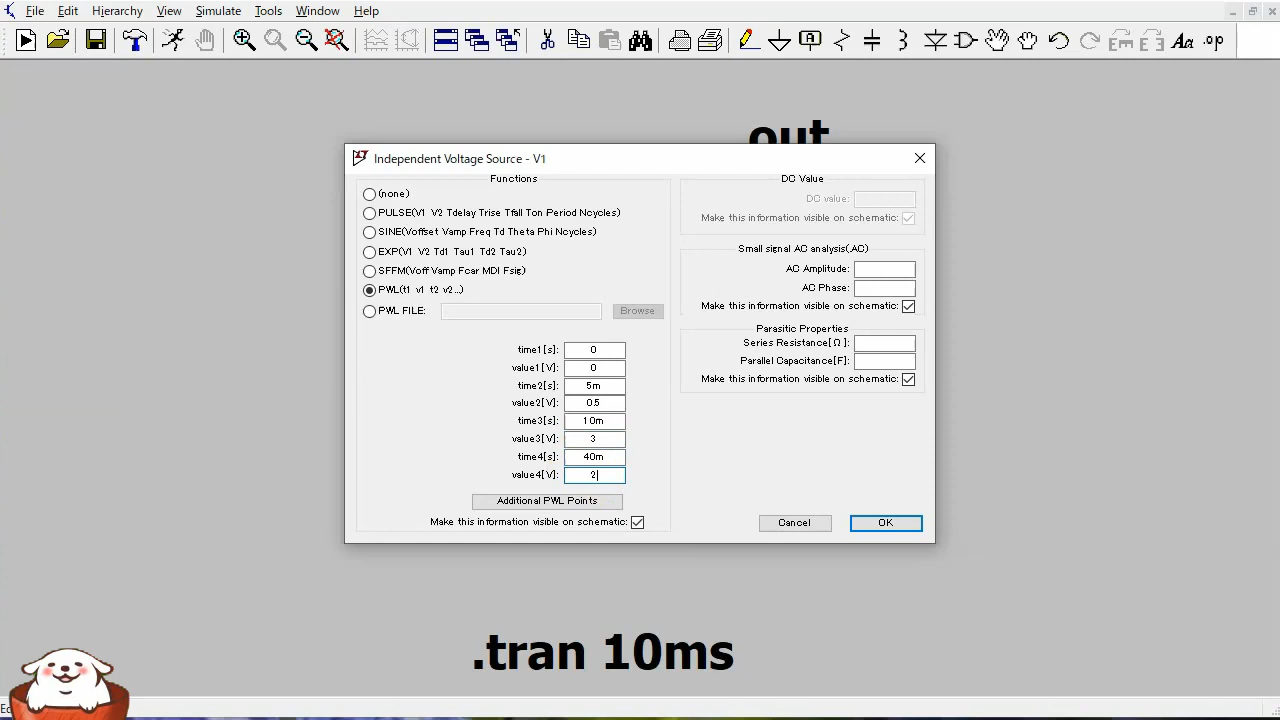 File Edit Hierarchy View Simulate Tools Window Help
out
Independent Voltage Source - V1
Functions
(none)
PULSE(V1 V2 Tdelay Trise Tfall Ton Period Ncycles)
SINE(Voffset Vamp Freq Td Theta Phi Ncycles)
EXP(V1 V2 Td1 Tau1 Td2 Tau2)
SFFM(Voff Vamp Fcar MDI Fsig)
PWL(t1 v1 t2 v2...)
PWL FILE: Browse
time1[s]: 0
value1[V]: 0
time2[s]: 5m
value2[V]: 0.5
time3[s]: 10m
value3[V]: 3
time4[s]: 40m
value4[V]: 2
Additional PWL Points
Make this information visible on schematic:
DC Value
DC value:
Make this information visible on schematic:
Small signal AC analysis(.AC)
AC Amplitude:
AC Phase:
Make this information visible on schematic:
Parasitic Properties
Series Resistance[Ω]:
Parallel Capacitance[F]:
Make this information visible on schematic:
Cancel OK
.tran 10ms